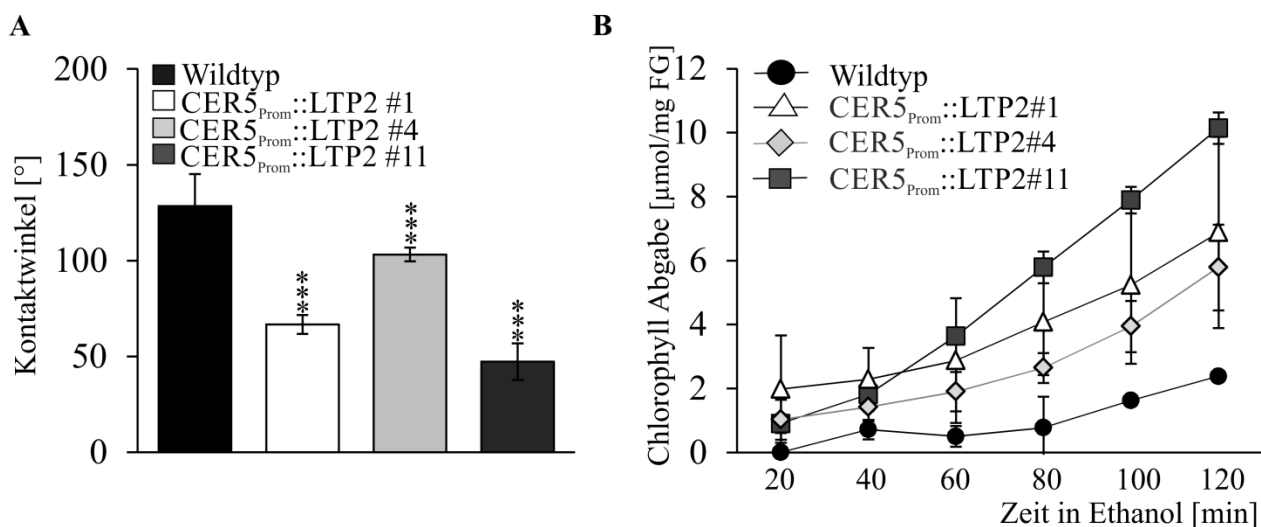 A
Kontaktwinkel [°]
200
150
100
50
0
Wildtyp
CER5Prom::LTP2 #1
CER5Prom::LTP2 #4
CER5Prom::LTP2 #11
***
***
***
B
Chlorophyll Abgabe [µmol/mg FG]
12
10
8
6
4
2
0
Wildtyp
CER5Prom::LTP2#1
CER5Prom::LTP2#4
CER5Prom::LTP2#11
20 40 60 80 100 120
Zeit in Ethanol [min]